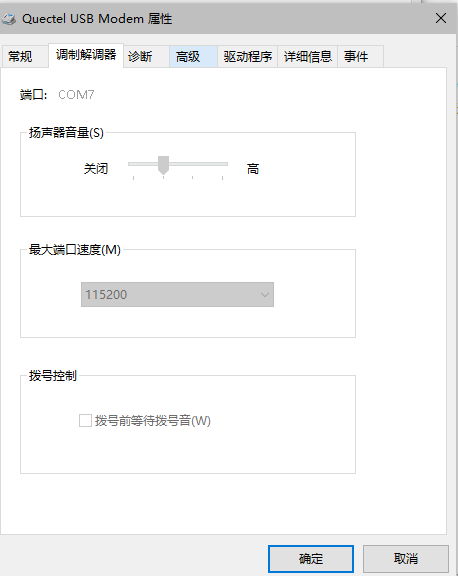 Quectel USB Modem 属性
常规 调制解调器 诊断 高级 驱动程序 详细信息 事件
端口: COM7
扬声器音量(S)
关闭 高
最大端口速度(M)
115200
拨号控制
拨号前等待拨号音(W)
确定 取消